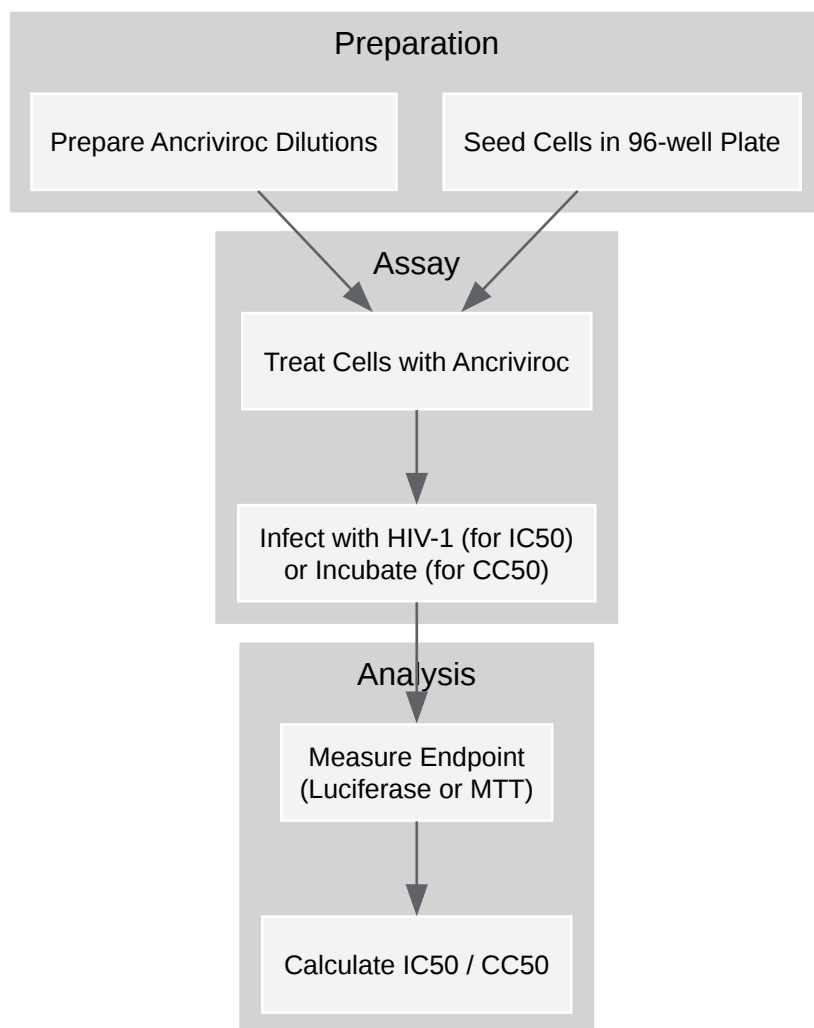 Preparation
Prepare Ancriviroc Dilutions
Seed Cells in 96-well Plate
Assay
Treat Cells with Ancriviroc
Infect with HIV-1 (for IC50)
or Incubate (for CC50)
Analysis
Measure Endpoint
(Luciferase or MTT)
Calculate IC50 / CC50